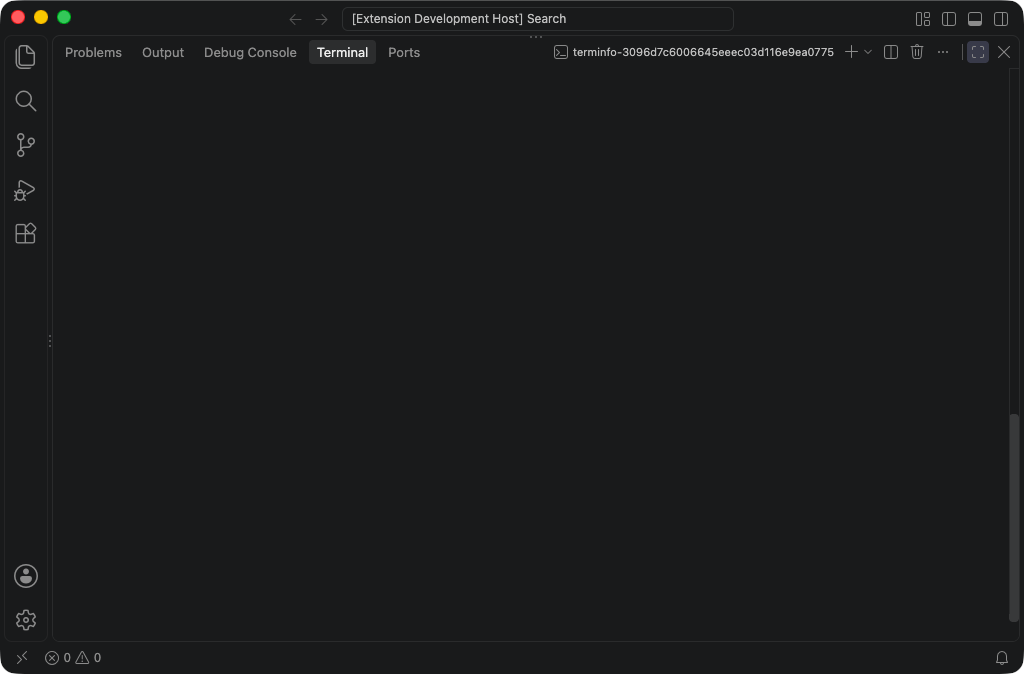 [Extension Development Host] Search
Problems Output Debug Console Terminal Ports terminfo-3096d7c6006645eeec03d116e9ea0775
0 0